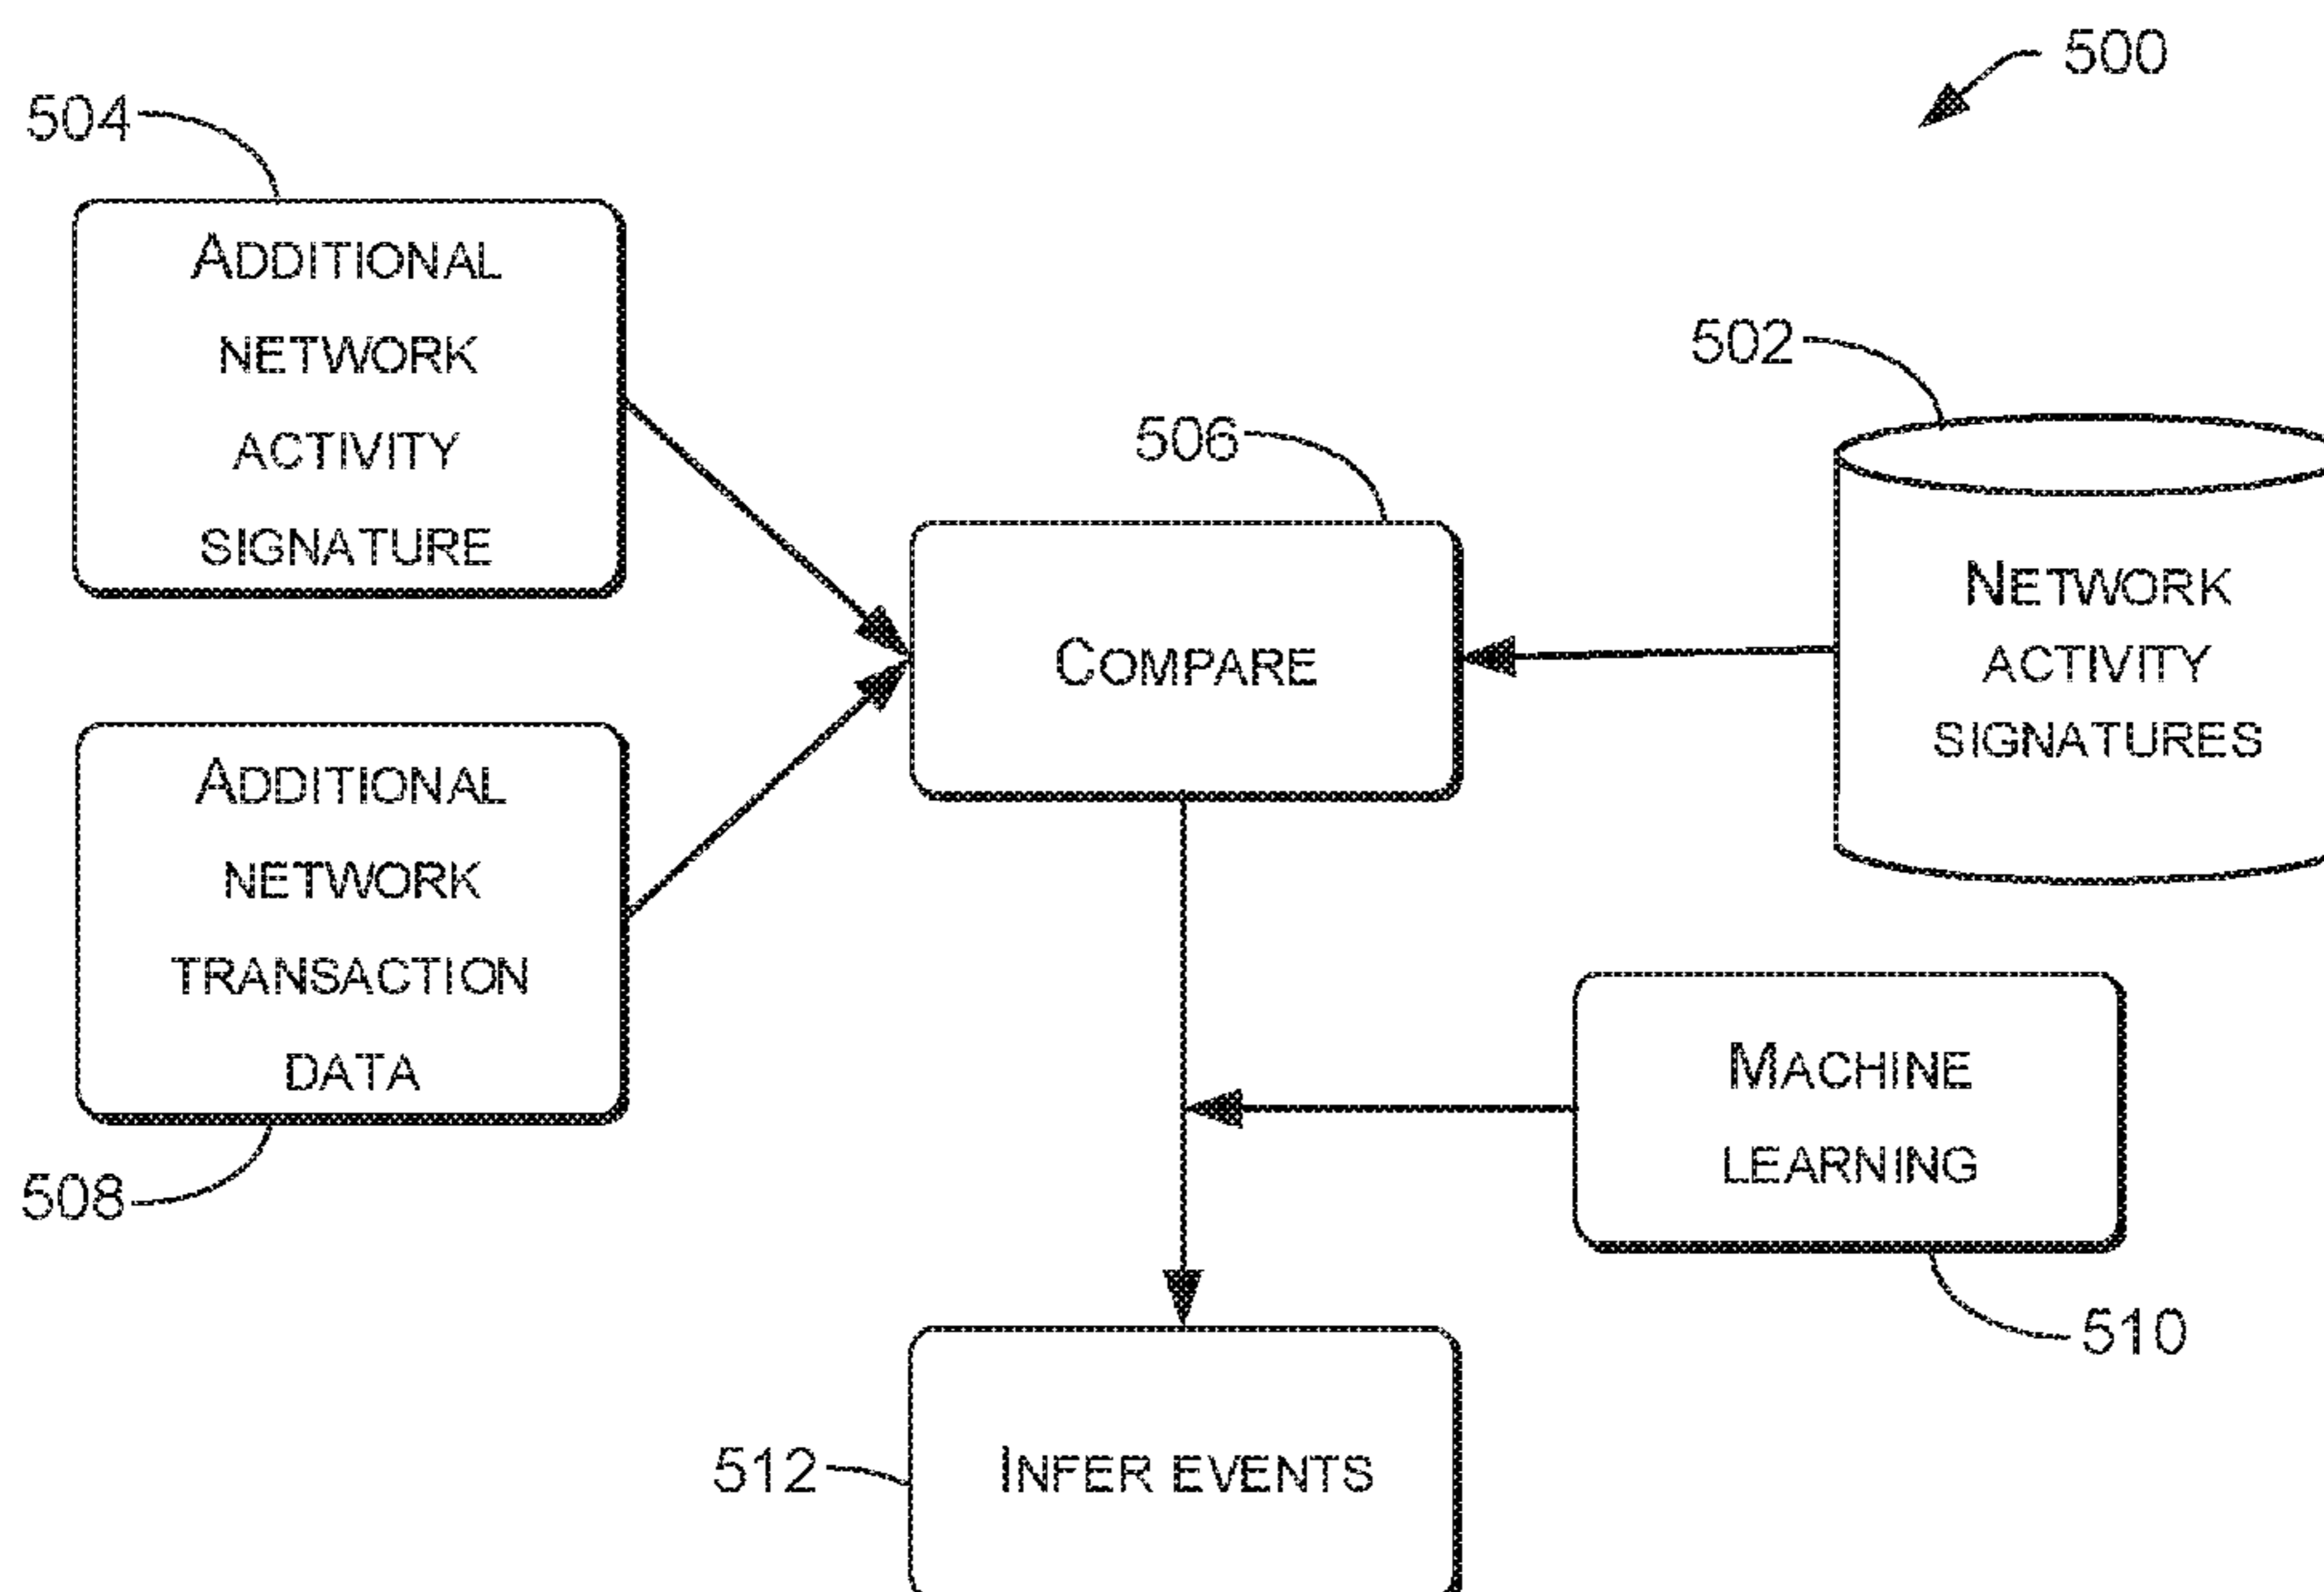 500
504
ADDITIONAL
NETWORK
ACTIVITY
SIGNATURE
502
506
NETWORK
ACTIVITY
SIGNATURES
COMPARE
ADDITIONAL
NETWORK
TRANSACTION
DATA
508
MACHINE
LEARNING
510
512
INFER EVENTS